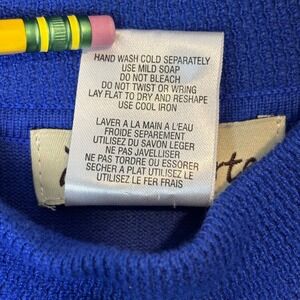 HAND WASH COLD SEPARATELY
USE MILD SOAP
DO NOT BLEACH
DO NOT TWIST OR WRING
LAY FLAT TO DRY AND RESHAPE
USE COOL IRON
LAVER A LA MAIN A L'EAU
FROIDE SEPAREMENT
UTILISEZ DU SAVON LEGER
NE PAS JAVELLISER
NE PAS TORDRE OU ESSORER
SECHER A PLAT UTILISEZ LE
UTILISEZ LE FER FRAIS